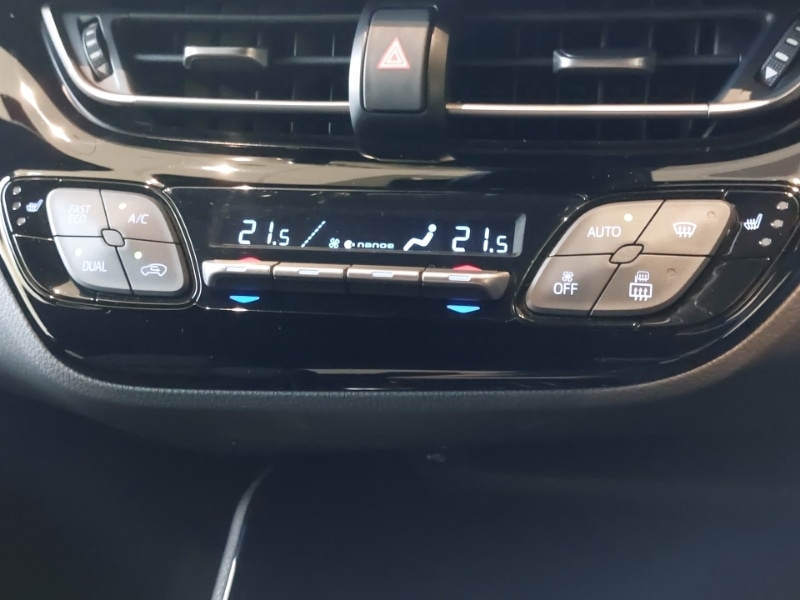 FAST A/C
ECO
DUAL
21.5 nanoe 21.5
AUTO
OFF